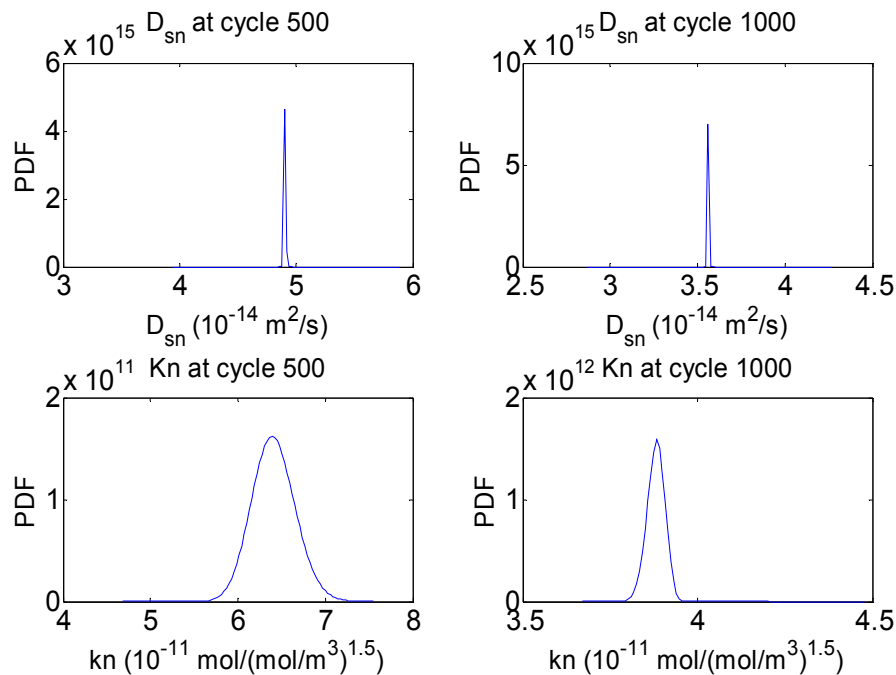 x 10^15 D_sn at cycle 500
6
4
2
0
PDF
3 4 5 6
D_sn (10^-14 m^2/s)
x 10^15 D_sn at cycle 1000
10
5
0
PDF
2.5 3 3.5 4 4.5
D_sn (10^-14 m^2/s)
x 10^11 Kn at cycle 500
2
1
0
PDF
4 5 6 7 8
kn (10^-11 mol/(mol/m^3)^1.5)
x 10^12 Kn at cycle 1000
2
1
0
PDF
3.5 4 4.5
kn (10^-11 mol/(mol/m^3)^1.5)